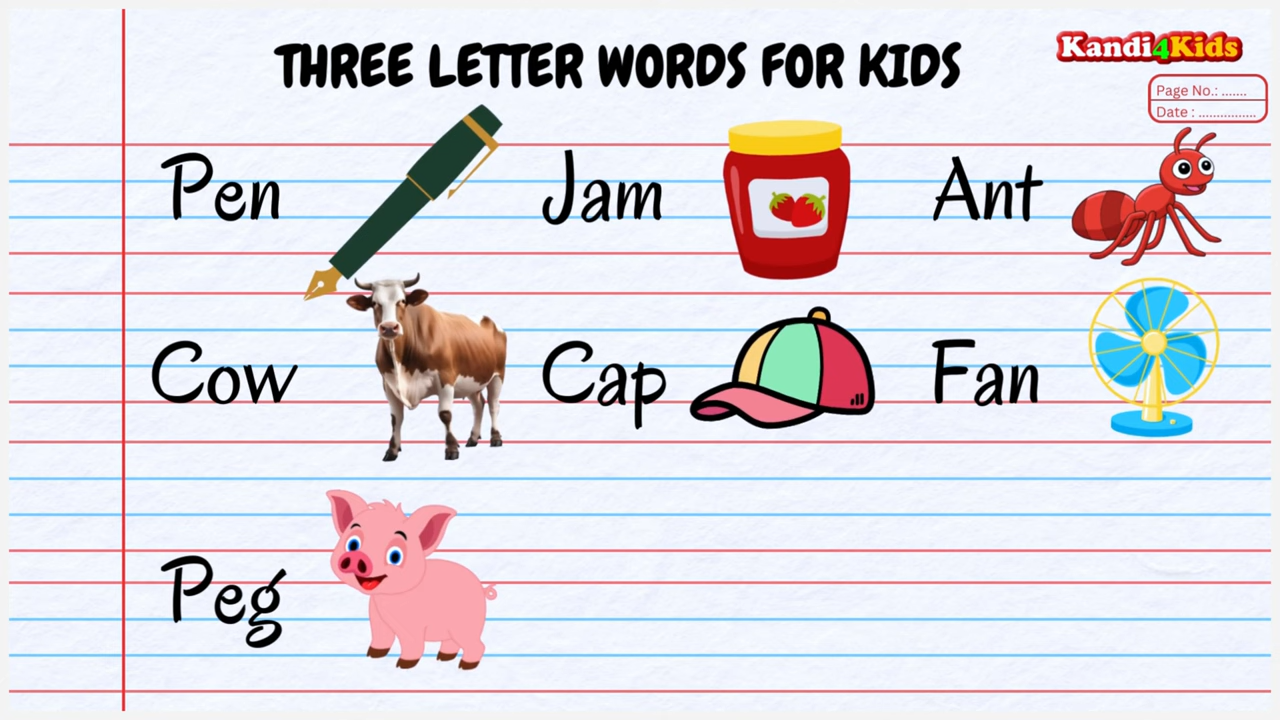 THREE LETTER WORDS FOR KIDS
Kandi4Kids
Page No.: .......
Date : ................
Pen Jam Ant
Cow Cap Fan
Peg